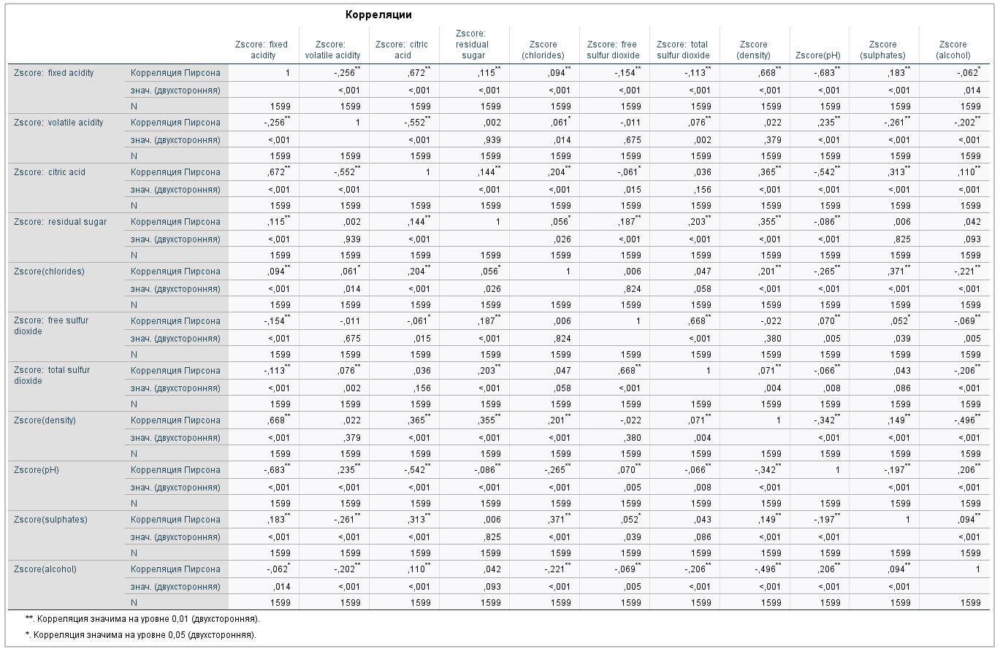 Корреляции
Zscore: fixed acidity Zscore: volatile acidity Zscore: citric acid Zscore: residual sugar Zscore (chlorides) Zscore: free sulfur dioxide Zscore: total sulfur dioxide Zscore (density) Zscore(pH) Zscore (sulphates) Zscore (alcohol)
Zscore: fixed acidity Корреляция Пирсона 1 -,256** ,672** ,115** ,094** -,154** -,113** ,668** -,683** ,183** -,062*
знач. (двухсторонняя) <,001 <,001 <,001 <,001 <,001 <,001 <,001 <,001 <,001 ,014
N 1599 1599 1599 1599 1599 1599 1599 1599 1599 1599 1599
Zscore: volatile acidity Корреляция Пирсона -,256** 1 -,552** ,002 ,061* -,011 ,076** ,022 ,235** -,261** -,202**
знач. (двухсторонняя) <,001 <,001 ,939 ,014 ,675 ,002 ,379 <,001 <,001 <,001
N 1599 1599 1599 1599 1599 1599 1599 1599 1599 1599 1599
Zscore: citric acid Корреляция Пирсона ,672** -,552** 1 ,144** ,204** -,061* ,036 ,365** -,542** ,313** ,110**
знач. (двухсторонняя) <,001 <,001 <,001 <,001 ,015 ,156 <,001 <,001 <,001 <,001
N 1599 1599 1599 1599 1599 1599 1599 1599 1599 1599 1599
Zscore: residual sugar Корреляция Пирсона ,115** ,002 ,144** 1 ,056* ,187** ,203** ,355** -,086** ,006 ,042
знач. (двухсторонняя) <,001 ,939 <,001 ,026 <,001 <,001 <,001 <,001 ,825 ,093
N 1599 1599 1599 1599 1599 1599 1599 1599 1599 1599 1599
Zscore(chlorides) Корреляция Пирсона ,094** ,061* ,204** ,056* 1 ,006 ,047 ,201** -,265** ,371** -,221**
знач. (двухсторонняя) <,001 ,014 <,001 ,026 ,824 ,058 <,001 <,001 <,001 <,001
N 1599 1599 1599 1599 1599 1599 1599 1599 1599 1599 1599
Zscore: free sulfur dioxide Корреляция Пирсона -,154** -,011 -,061* ,187** ,006 1 ,668** -,022 ,070** ,052* -,069**
знач. (двухсторонняя) <,001 ,675 ,015 <,001 ,824 <,001 ,380 ,005 ,039 ,005
N 1599 1599 1599 1599 1599 1599 1599 1599 1599 1599 1599
Zscore: total sulfur dioxide Корреляция Пирсона -,113** ,076** ,036 ,203** ,047 ,668** 1 ,071** -,066** ,043 -,206**
знач. (двухсторонняя) <,001 ,002 ,156 <,001 ,058 <,001 ,004 ,008 ,086 <,001
N 1599 1599 1599 1599 1599 1599 1599 1599 1599 1599 1599
Zscore(density) Корреляция Пирсона ,668** ,022 ,365** ,355** ,201** -,022 ,071** 1 -,342** ,149** -,496**
знач. (двухсторонняя) <,001 ,379 <,001 <,001 <,001 ,380 ,004 <,001 <,001 <,001
N 1599 1599 1599 1599 1599 1599 1599 1599 1599 1599 1599
Zscore(pH) Корреляция Пирсона -,683** ,235** -,542** -,086** -,265** ,070** -,066** -,342** 1 -,197** ,206**
знач. (двухсторонняя) <,001 <,001 <,001 <,001 <,001 ,005 ,008 <,001 <,001 <,001
N 1599 1599 1599 1599 1599 1599 1599 1599 1599 1599 1599
Zscore(sulphates) Корреляция Пирсона ,183** -,261** ,313** ,006 ,371** ,052* ,043 ,149** -,197** 1 ,094**
знач. (двухсторонняя) <,001 <,001 <,001 ,825 <,001 ,039 ,086 <,001 <,001 <,001
N 1599 1599 1599 1599 1599 1599 1599 1599 1599 1599 1599
Zscore(alcohol) Корреляция Пирсона -,062* -,202** ,110** ,042 -,221** -,069** -,206** -,496** ,206** ,094** 1
знач. (двухсторонняя) ,014 <,001 <,001 ,093 <,001 ,005 <,001 <,001 <,001 <,001
N 1599 1599 1599 1599 1599 1599 1599 1599 1599 1599 1599
**. Корреляция значима на уровне 0,01 (двухсторонняя).
*. Корреляция значима на уровне 0,05 (двухсторонняя).